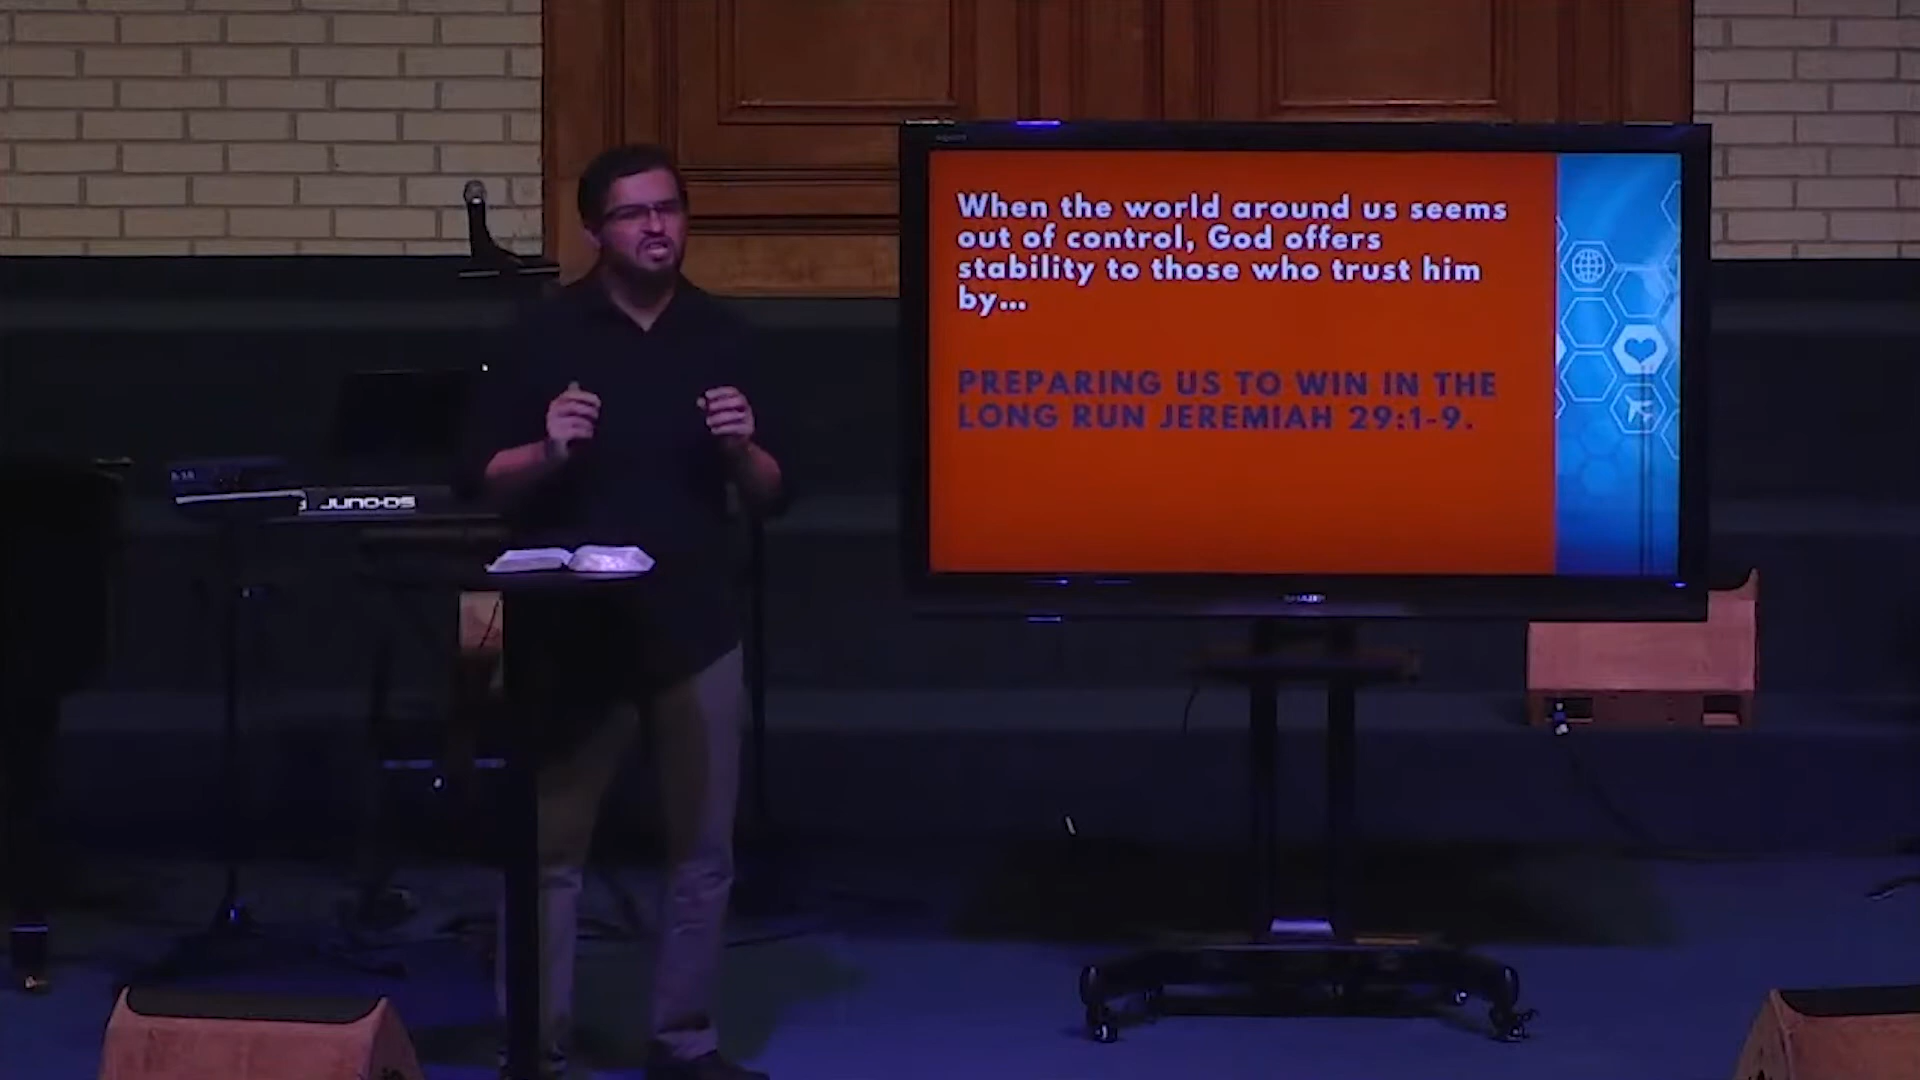 When the world around us seems
out of control, God offers
stability to those who trust him
by...
PREPARING US TO WIN IN THE
LONG RUN JEREMIAH 29:1-9.
JUNO-DS
SHARP